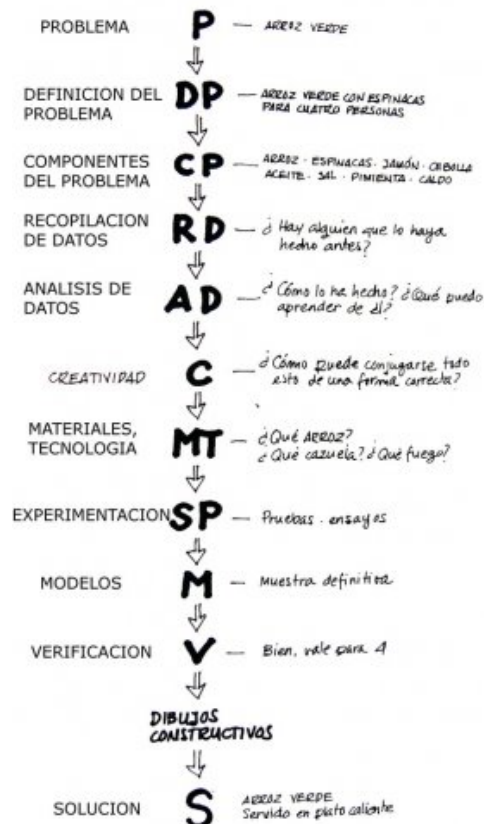 PROBLEMA P — ARROZ VERDE
DEFINICION DEL PROBLEMA DP — ARROZ VERDE CON ESPINACAS
PARA CUATRO PERSONAS
COMPONENTES DEL PROBLEMA CP — ARROZ · ESPINACAS · JAMÓN · CEBOLLA
ACEITE · SAL · PIMIENTA · CALDO
RECOPILACION DE DATOS RD — ¿Hay alguien que lo haya
hecho antes?
ANALISIS DE DATOS AD — ¿Cómo lo ha hecho? ¿Qué puedo
aprender de él?
CREATIVIDAD C — ¿Cómo puede conjugarse todo
esto de una forma correcta?
MATERIALES, TECNOLOGIA MT — ¿Qué ARROZ?
¿Qué cazuela? ¿Qué fuego?
EXPERIMENTACION SP — Pruebas · ensayos
MODELOS M — Muestra definitiva
VERIFICACION V — Bien, vale para 4
DIBUJOS
CONSTRUCTIVOS
SOLUCION S ARROZ VERDE
Servido en plato caliente